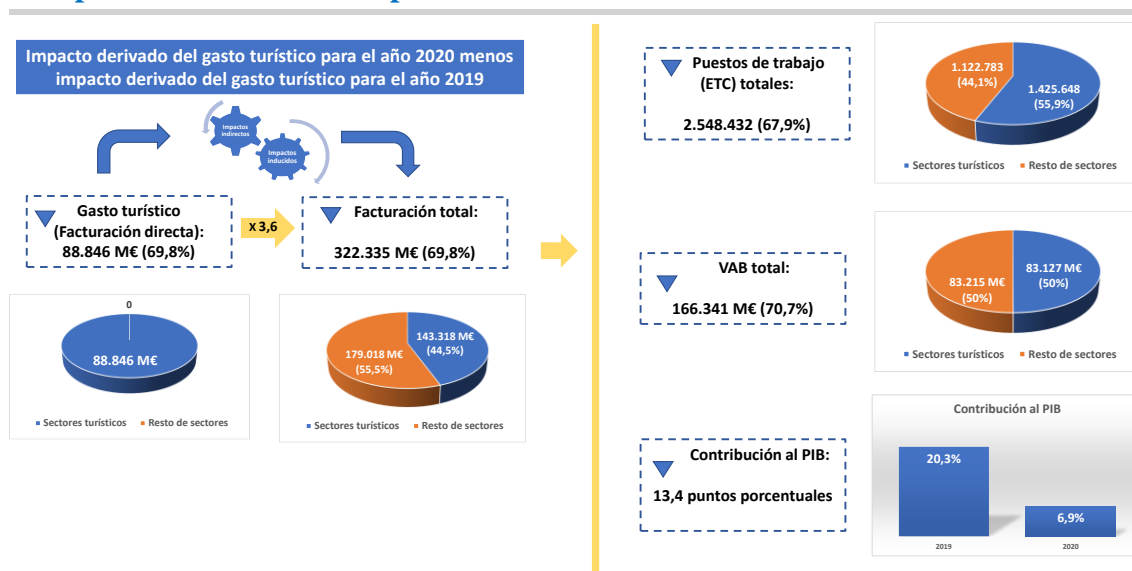 Impacto derivado del gasto turístico para el año 2020 menos
impacto derivado del gasto turístico para el año 2019
Impactos
indirectos
Impactos
inducidos
Gasto turístico
(Facturación directa):
88.846 M€ (69,8%)
x 3,6
Facturación total:
322.335 M€ (69,8%)
0
88.846 M€
Sectores turísticos
Resto de sectores
143.318 M€
(44,5%)
179.018 M€
(55,5%)
Sectores turísticos
Resto de sectores
Puestos de trabajo
(ETC) totales:
2.548.432 (67,9%)
1.122.783
(44,1%)
1.425.648
(55,9%)
Sectores turísticos
Resto de sectores
VAB total:
166.341 M€ (70,7%)
83.215 M€
(50%)
83.127 M€
(50%)
Sectores turísticos
Resto de sectores
Contribución al PIB:
13,4 puntos porcentuales
Contribución al PIB
20,3%
6,9%
2019
2020